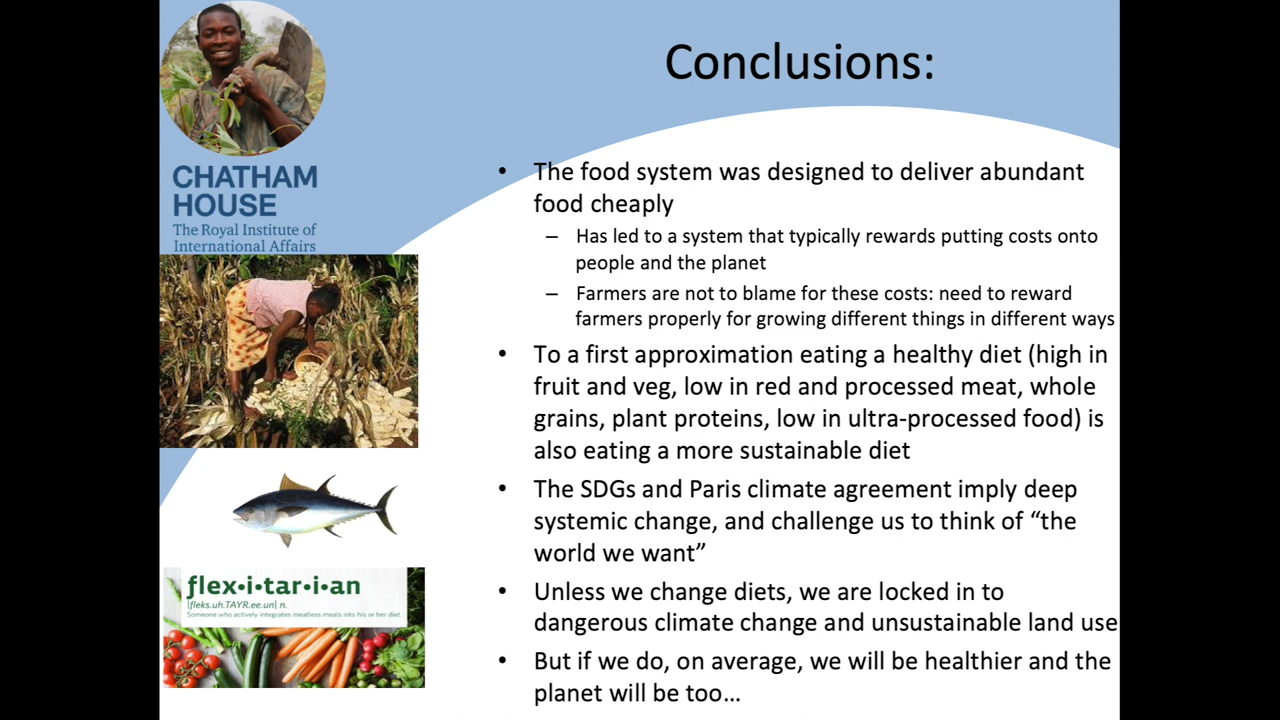 Conclusions:
CHATHAM
HOUSE
The Royal Institute of
International Affairs
• The food system was designed to deliver abundant
food cheaply
– Has led to a system that typically rewards putting costs onto
people and the planet
– Farmers are not to blame for these costs: need to reward
farmers properly for growing different things in different ways
• To a first approximation eating a healthy diet (high in
fruit and veg, low in red and processed meat, whole
grains, plant proteins, low in ultra-processed food) is
also eating a more sustainable diet
• The SDGs and Paris climate agreement imply deep
systemic change, and challenge us to think of “the
world we want”
• Unless we change diets, we are locked in to
dangerous climate change and unsustainable land use
• But if we do, on average, we will be healthier and the
planet will be too…
flex•i•tar•i•an
|fleks.uh.TAYR.ee.un| n.
Someone who actively integrates meatless meals into his or her diet.